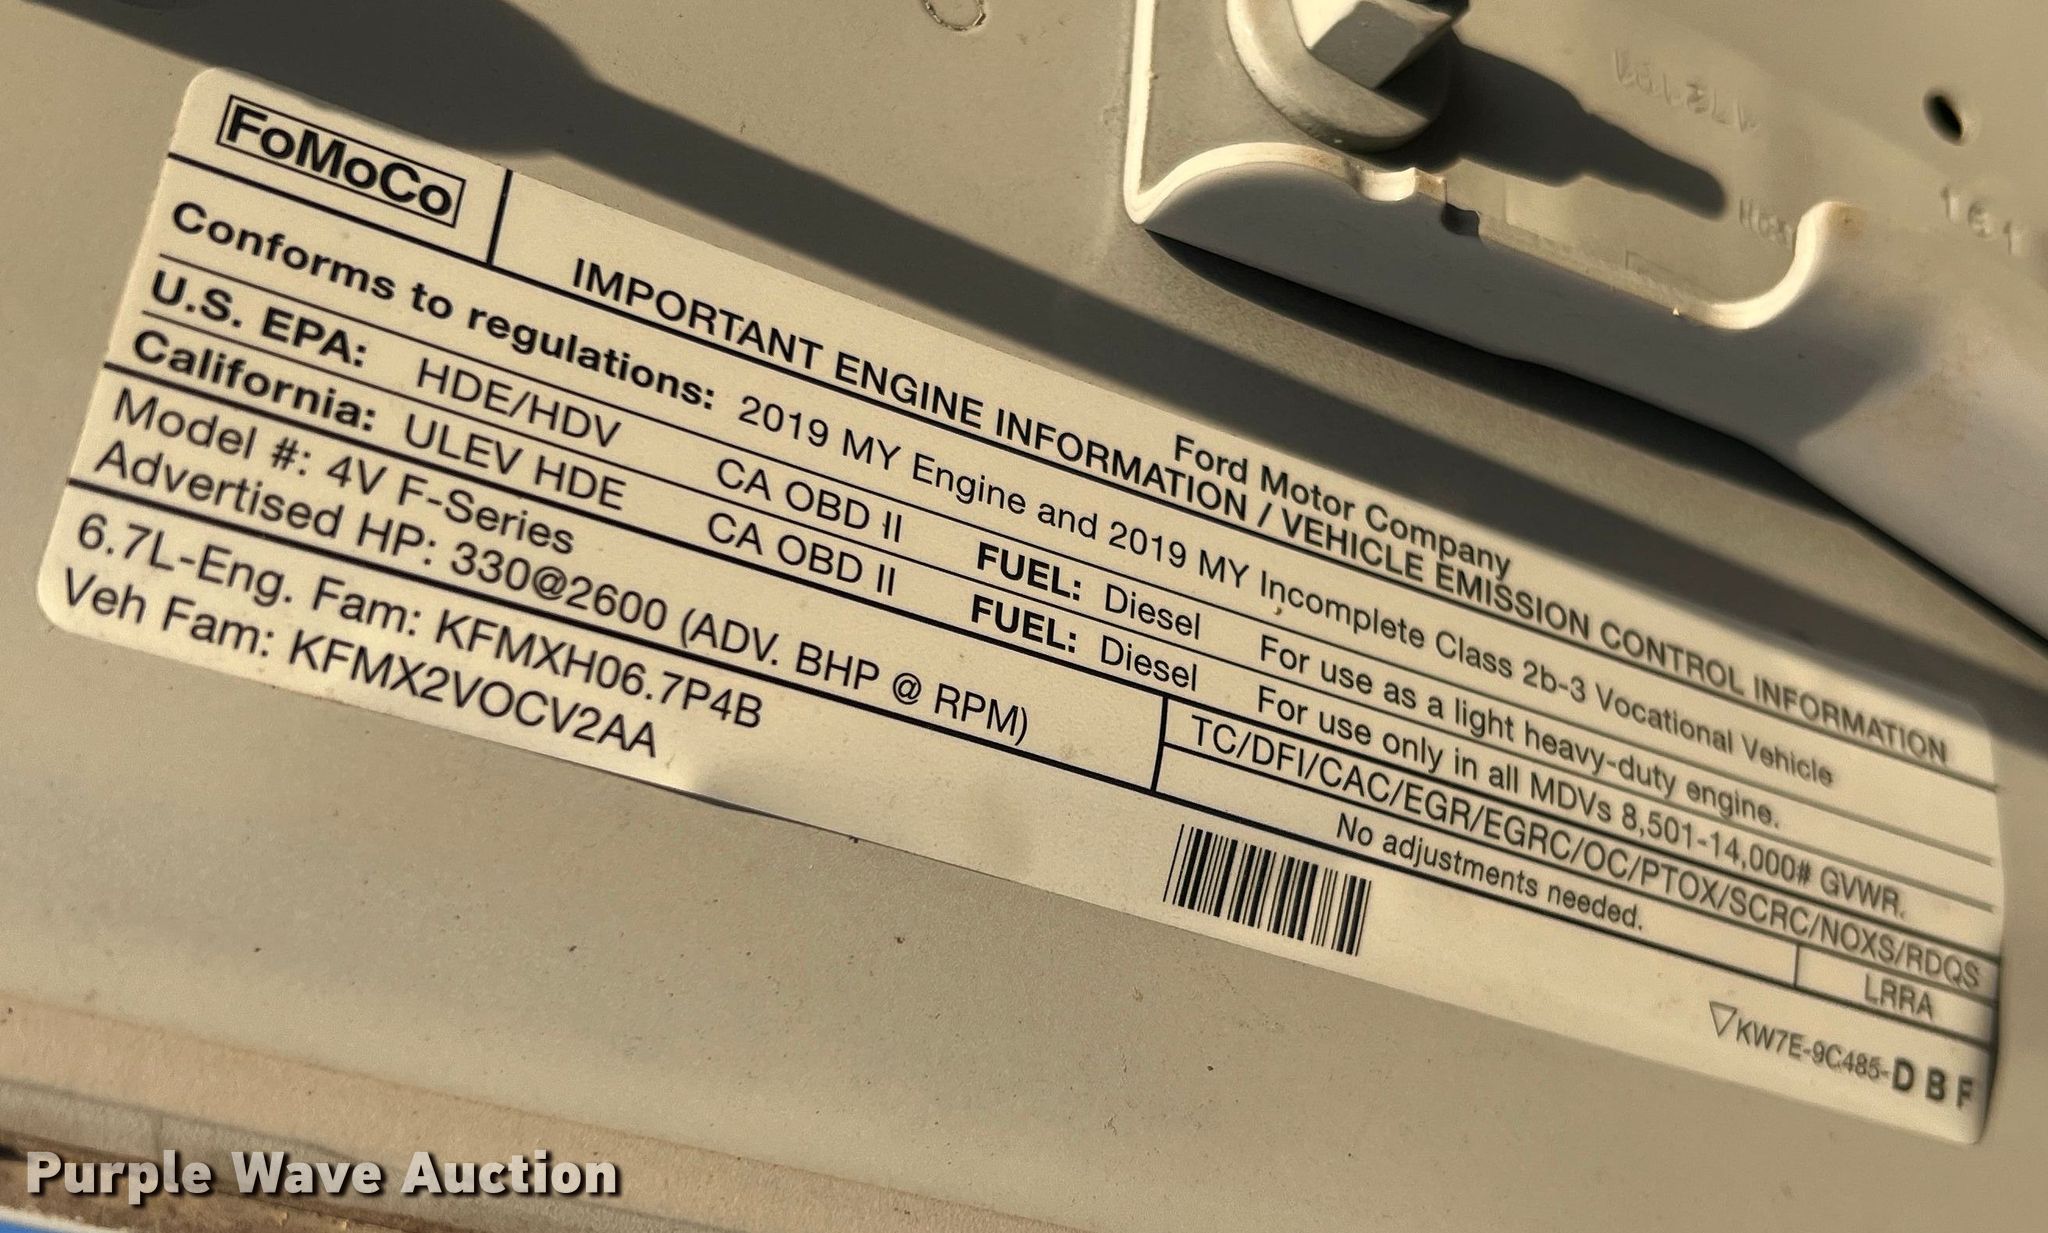 FoMoCo
Ford Motor Company
IMPORTANT ENGINE INFORMATION / VEHICLE EMISSION CONTROL INFORMATION
Conforms to regulations: 2019 MY Engine and 2019 MY Incomplete Class 2b-3 Vocational Vehicle
U.S. EPA: HDE/HDV CA OBD II FUEL: Diesel For use as a light heavy-duty engine.
California: ULEV HDE CA OBD II FUEL: Diesel For use only in all MDVs 8,501-14,000# GVWR.
Model #: 4V F-Series
Advertised HP: 330@2600 (ADV. BHP @ RPM)
TC/DFI/CAC/EGR/EGRC/OC/PTOX/SCRC/NOXS/RDQS
No adjustments needed.
LRRA
6.7L-Eng. Fam: KFMXH06.7P4B
Veh Fam: KFMX2VOCV2AA
▽KW7E-9C485-D B F
Purple Wave Auction